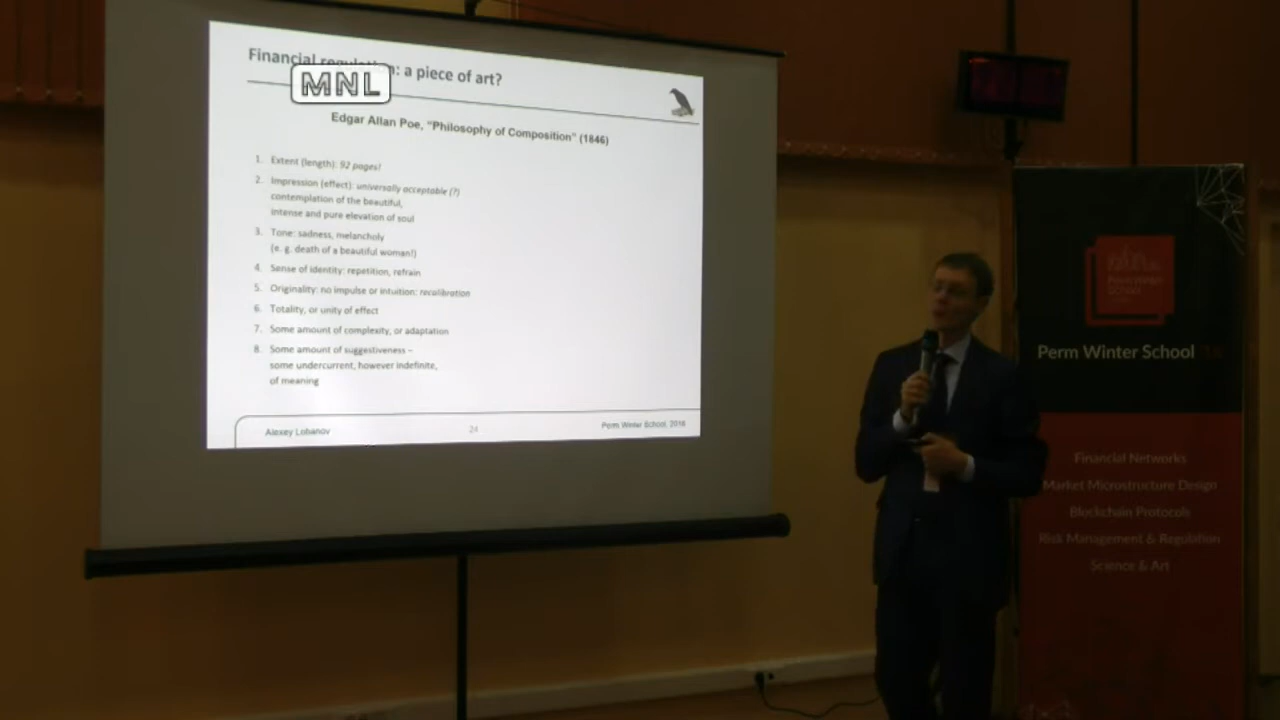 Financial regulation: a piece of art?
MNL
Edgar Allan Poe, "Philosophy of Composition" (1846)
1. Extent (length): 92 pages!
2. Impression (effect): universally acceptable (?)
contemplation of the beautiful,
intense and pure elevation of soul
3. Tone: sadness, melancholy
(e. g. death of a beautiful woman!)
4. Sense of identity: repetition, refrain
5. Originality: no impulse or intuition: recalibration
6. Totality, or unity of effect
7. Some amount of complexity, or adaptation
8. Some amount of suggestiveness –
some undercurrent, however indefinite,
of meaning
Alexey Lobanov
24
Perm Winter School, 2016
Perm Winter School
Financial Networks
Market Microstructure Design
Blockchain Protocols
Risk Management & Regulation
Science & Art